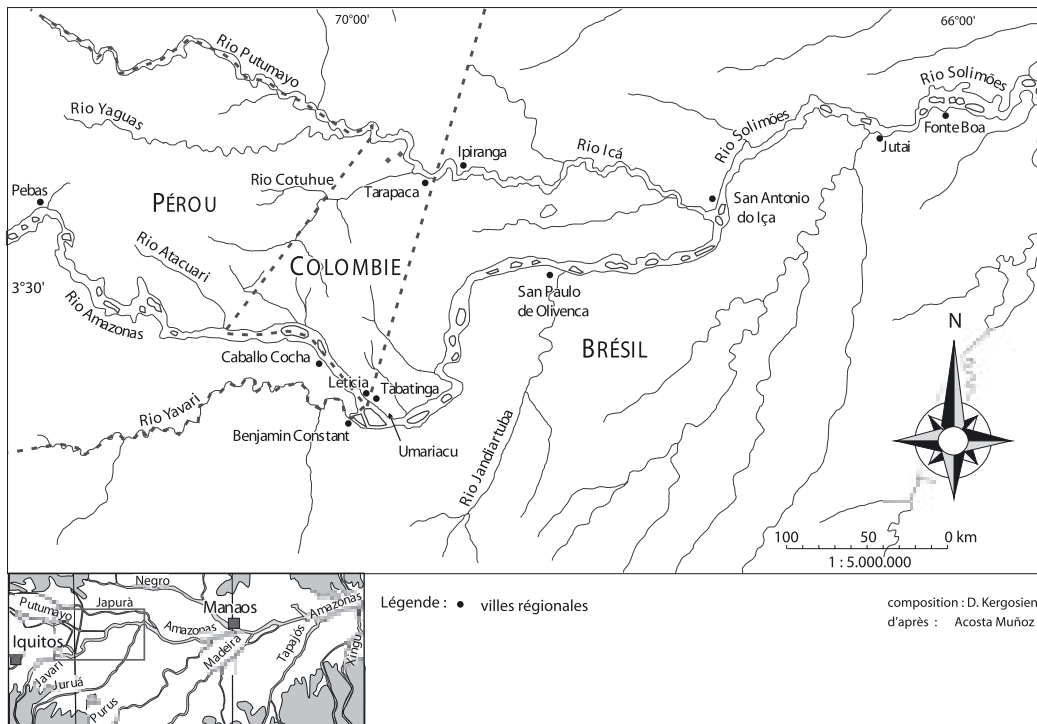 70°00'
66°00'
Rio Putumayo
Rio Solimões
Rio Yaguas
Rio Solimões
Fonte Boa
Jutai
Ipiranga
Rio Icá
Rio Cotuhue
Tarapaca
Pebas
PÉROU
San Antonio
do Iça
Rio Atacuari
COLOMBIE
3°30'
Rio Amazonas
San Paulo
de Olivenca
BRÉSIL
N
Caballo Cocha
Leticia
Tabatinga
Rio Yavari
Benjamin Constant
Umariacu
Rio Jandiartuba
100 50 0 km
1 : 5.000.000
Negro
Putumayo
Japurà
Manaos
Amazonas
Amazonas
Iquitos
Madeira
Tapajós
Xingu
Javari
Juruá
Purus
Légende : villes régionales
composition : D. Kergosien
d'après : Acosta Muñoz